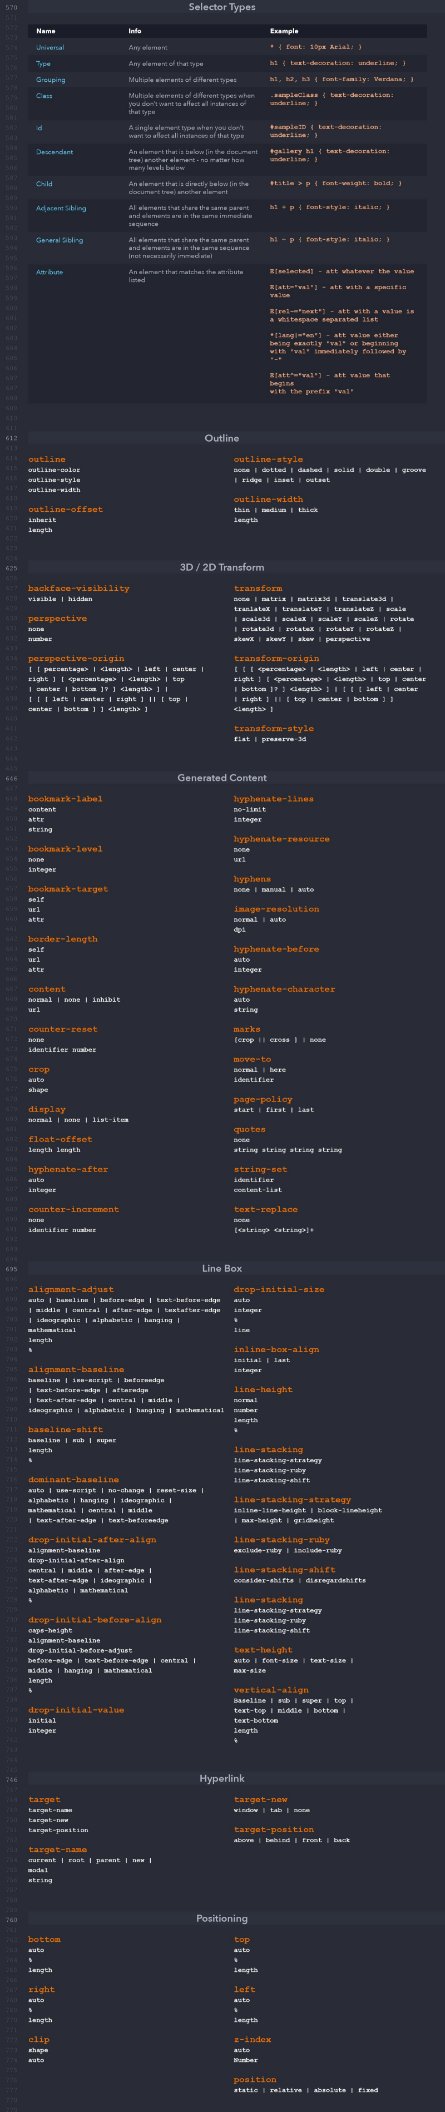 Selector Types
Name Info Example
Universal Any element * { font: 10px Arial; }
Type Any element of that type h1 { text-decoration: underline; }
Grouping Multiple elements of different types h1, h2, h3 { font-family: Verdana; }
Class Multiple elements of different types when .sampleClass { text-decoration:
you don't want to affect all instances of underline; }
that type
Id A single element type when you don't #sampleID { text-decoration:
want to affect all instances of that type underline; }
Descendant An element that is below (in the document #gallery h1 { text-decoration:
tree) another element - no matter how underline; }
many levels below
Child An element that is directly below (in the #title > p { font-weight: bold; }
document tree) another element
Adjacent Sibling All elements that share the same parent h1 + p { font-style: italic; }
and elements are in the same immediate
sequence
General Sibling All elements that share the same parent h1 ~ p { font-style: italic; }
and elements are in the same sequence
(not necessarily immediate)
Attribute An element that matches the attribute E[selected] - att whatever the value
listed
E[att="val"] - att with a specific
value
E[rel~="next"] - att with a value is
a whitespace separated list
*[lang|="en"] - att value either
being exactly "val" or beginning
with "val" immediately followed by
"-"
E[att^="val"] - att value that
begins
with the prefix "val"
612 Outline
outline
outline-color
outline-style
outline-width
outline-offset
inherit
length
outline-style
none | dotted | dashed | solid | double | groove
| ridge | inset | outset
outline-width
thin | medium | thick
length
625 3D / 2D Transform
backface-visibility
visible | hidden
perspective
none
number
perspective-origin
[ [ percentage> | <length> | left | center |
right ] [ <percentage> | <length> | top
| center | bottom ]? ] <length> ] |
[ [ [ left | center | right ] || [ top |
center | bottom ] ] <length> ]
transform
none | matrix | matrix3d | translate3d |
tranlateX | translateY | translateZ | scale
| scale3d | scaleX | scaleY | scaleZ | rotate
| rotate3d | rotateX | rotateY | rotateZ |
skewX | skewY | skew | perspective
transform-origin
[ [ [ <percentage> | <length> | left | center |
right ] [ <percentage> | <length> | top | center
| bottom ]? ] <length> ] | [ [ [ left | center
| right ] || [ top | center | bottom ] ]
<length> ]
transform-style
flat | preserve-3d
646 Generated Content
bookmark-label
content
attr
string
bookmark-level
none
integer
bookmark-target
self
url
attr
border-length
self
url
attr
content
normal | none | inhibit
url
counter-reset
none
identifier number
crop
auto
shape
display
normal | none | list-item
float-offset
length length
hyphenate-after
auto
integer
counter-increment
none
identifier number
hyphenate-lines
no-limit
integer
hyphenate-resource
none
url
hyphens
none | manual | auto
image-resolution
normal | auto
dpi
hyphenate-before
auto
integer
hyphenate-character
auto
string
marks
[crop || cross ] | none
move-to
normal | here
identifier
page-policy
start | first | last
quotes
none
string string string string
string-set
identifier
content-list
text-replace
none
[<string> <string>]+
695 Line Box
alignment-adjust
auto | baseline | before-edge | text-before-edge
| middle | central | after-edge | textafter-edge
| ideographic | alphabetic | hanging |
mathematical
length
%
alignment-baseline
baseline | ise-script | beforeedge
| text-before-edge | afteredge
| text-after-edge | central | middle |
ideographic | alphabetic | hanging | mathematical
baseline-shift
baseline | sub | super
length
%
dominant-baseline
auto | use-script | no-change | reset-size |
alphabetic | hanging | ideographic |
mathematical | central | middle
| text-after-edge | text-beforeedge
drop-initial-after-align
alignment-baseline
drop-initial-after-align
central | middle | after-edge |
text-after-edge | ideographic |
alphabetic | mathematical
%
drop-initial-before-align
caps-height
alignment-baseline
drop-initial-before-adjust
before-edge | text-before-edge | central |
middle | hanging | mathematical
length
%
drop-initial-value
initial
integer
drop-initial-size
auto
integer
%
line
inline-box-align
initial | last
integer
line-height
normal
number
length
%
line-stacking
line-stacking-strategy
line-stacking-ruby
line-stacking-shift
line-stacking-strategy
inline-line-height | block-lineheight
| max-height | gridheight
line-stacking-ruby
exclude-ruby | include-ruby
line-stacking-shift
consider-shifts | disregardshifts
line-stacking
line-stacking-strategy
line-stacking-ruby
line-stacking-shift
text-height
auto | font-size | text-size |
max-size
vertical-align
Baseline | sub | super | top |
text-top | middle | bottom |
text-bottom
length
%
746 Hyperlink
target
target-name
target-new
target-position
target-name
current | root | parent | new |
modal
string
target-new
window | tab | none
target-position
above | behind | front | back
760 Positioning
bottom
auto
%
length
right
auto
%
length
clip
shape
auto
top
auto
%
length
left
auto
%
length
z-index
auto
Number
position
static | relative | absolute | fixed